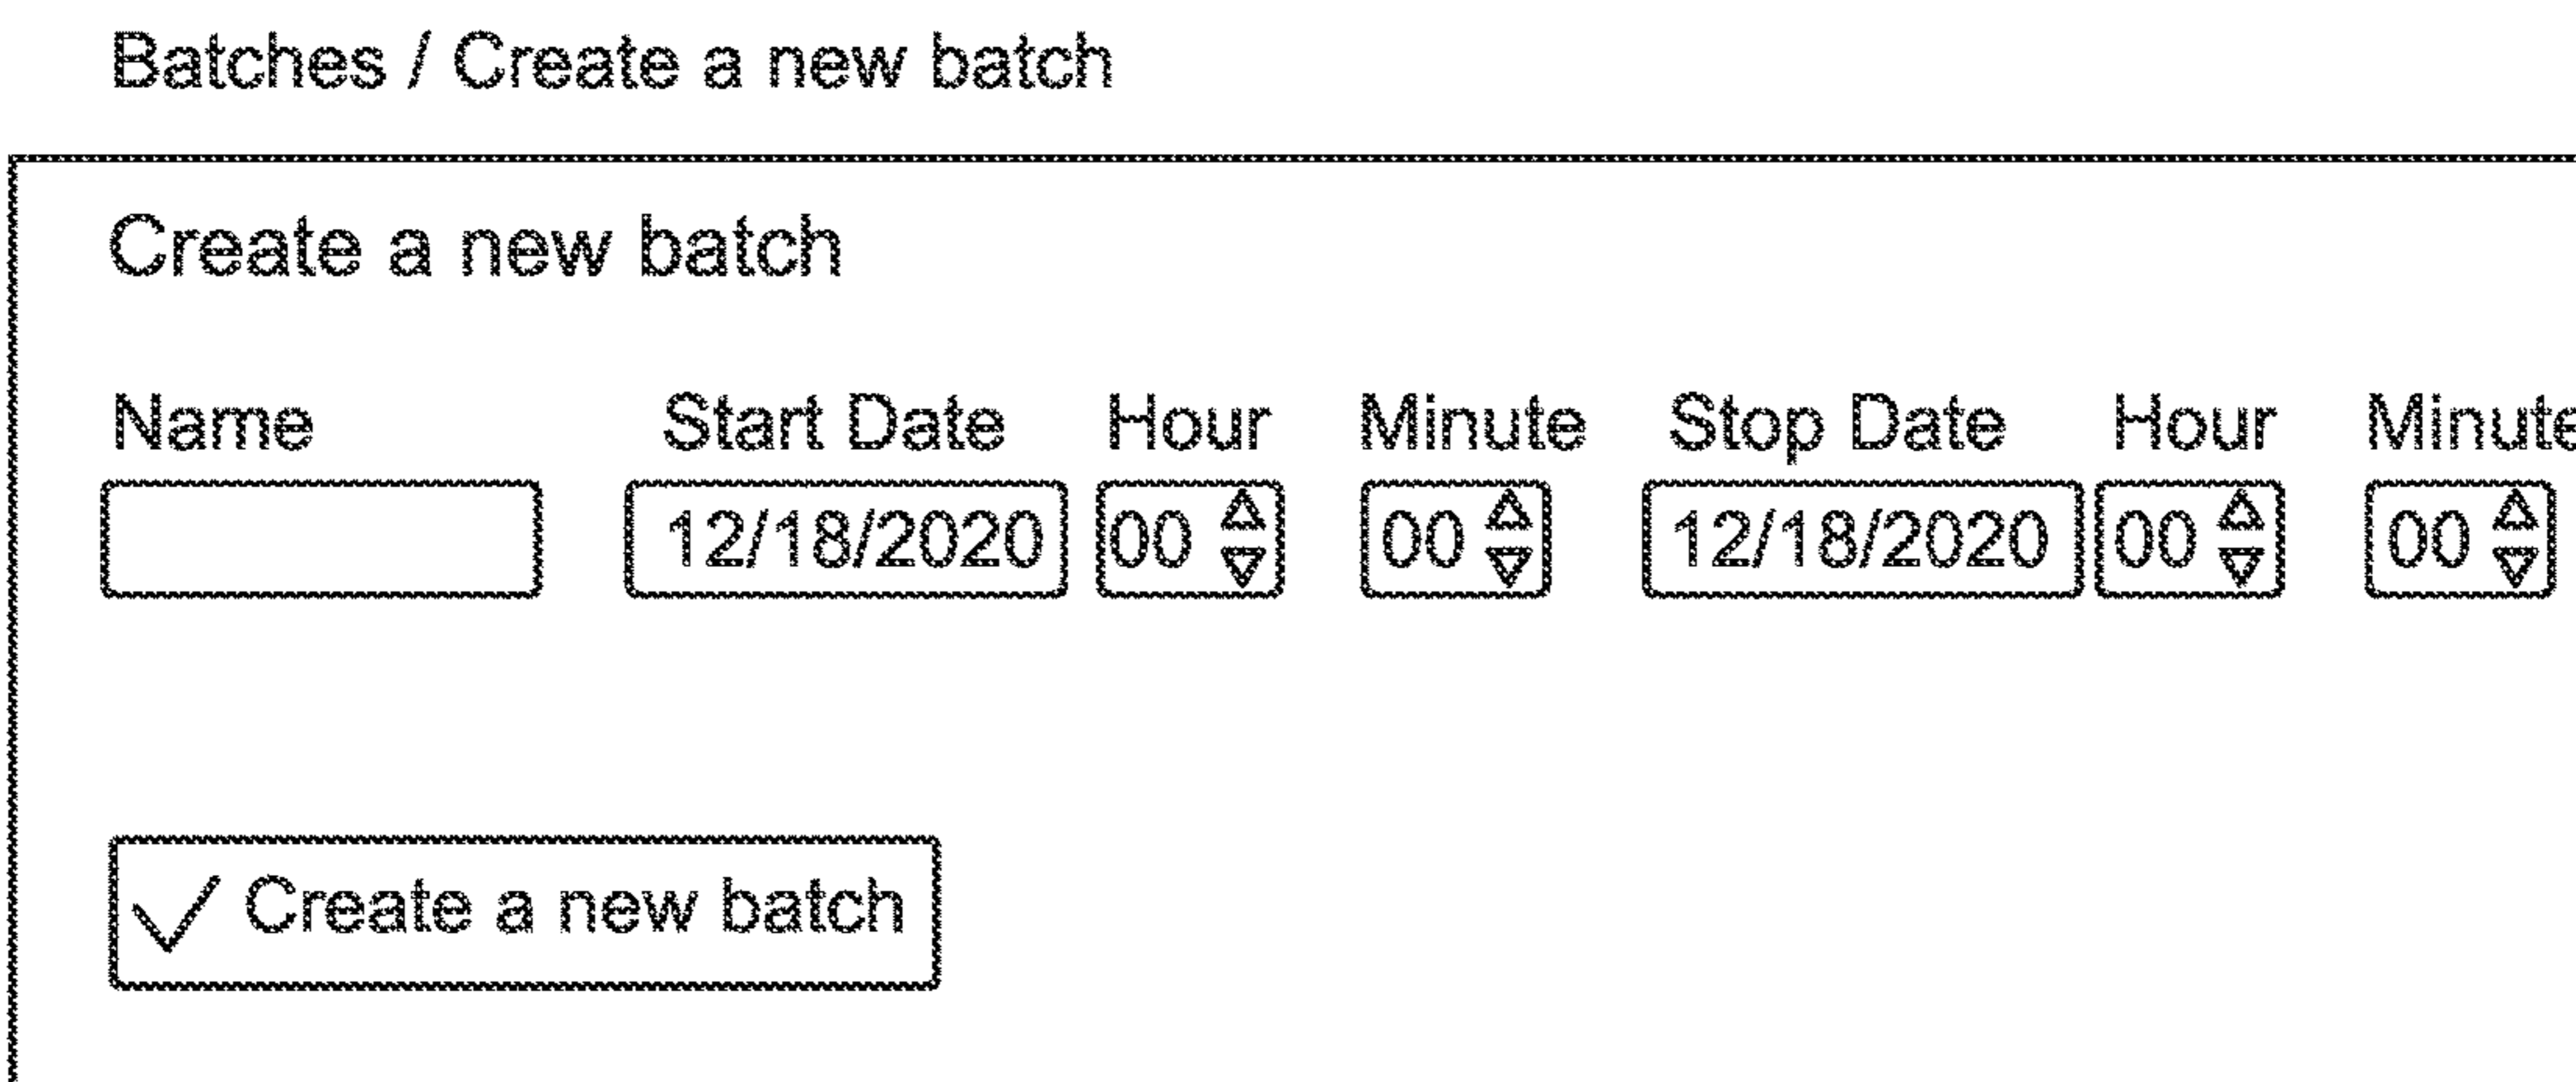 Batches / Create a new batch
Create a new batch
Name Start Date Hour Minute Stop Date Hour Minute
12/18/2020 00 00 12/18/2020 00 00
Create a new batch